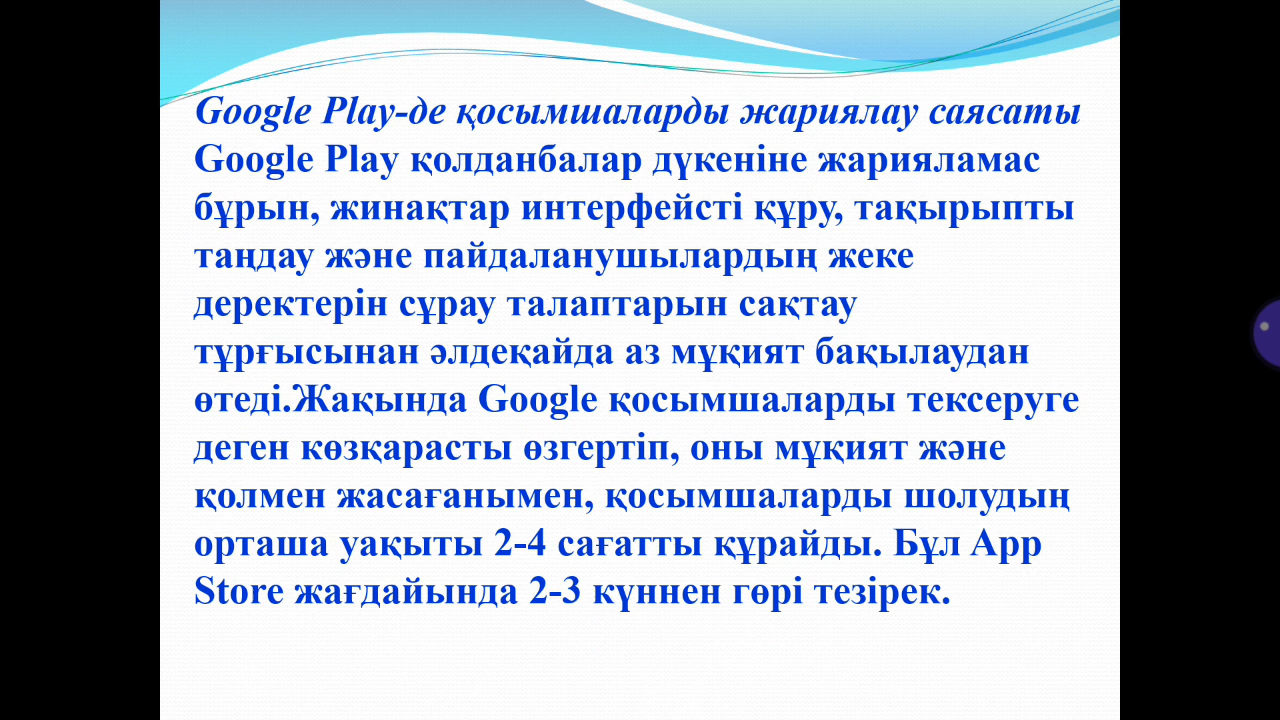 Google Play-де қосымшаларды жариялау саясаты
Google Play қолданбалар дүкеніне жарияламас
бұрын, жинақтар интерфейсті құру, тақырыпты
таңдау және пайдаланушылардың жеке
деректерін сұрау талаптарын сақтау
тұрғысынан әлдеқайда аз мұқият бақылаудан
өтеді.Жақында Google қосымшаларды тексеруге
деген көзқарасты өзгертіп, оны мұқият және
қолмен жасағанымен, қосымшаларды шолудың
орташа уақыты 2-4 сағатты құрайды. Бұл App
Store жағдайында 2-3 күннен гөрі тезірек.